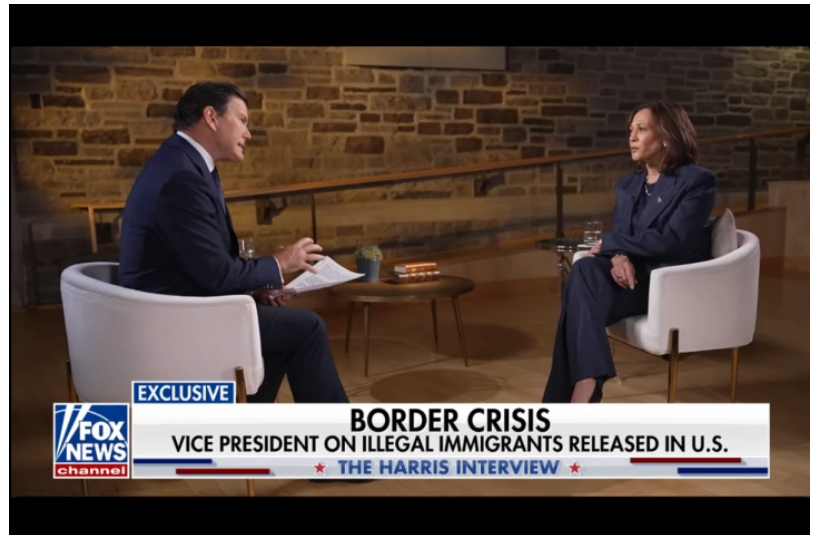 EXCLUSIVE
BORDER CRISIS
VICE PRESIDENT ON ILLEGAL IMMIGRANTS RELEASED IN U.S.
THE HARRIS INTERVIEW
FOX
NEWS
channel